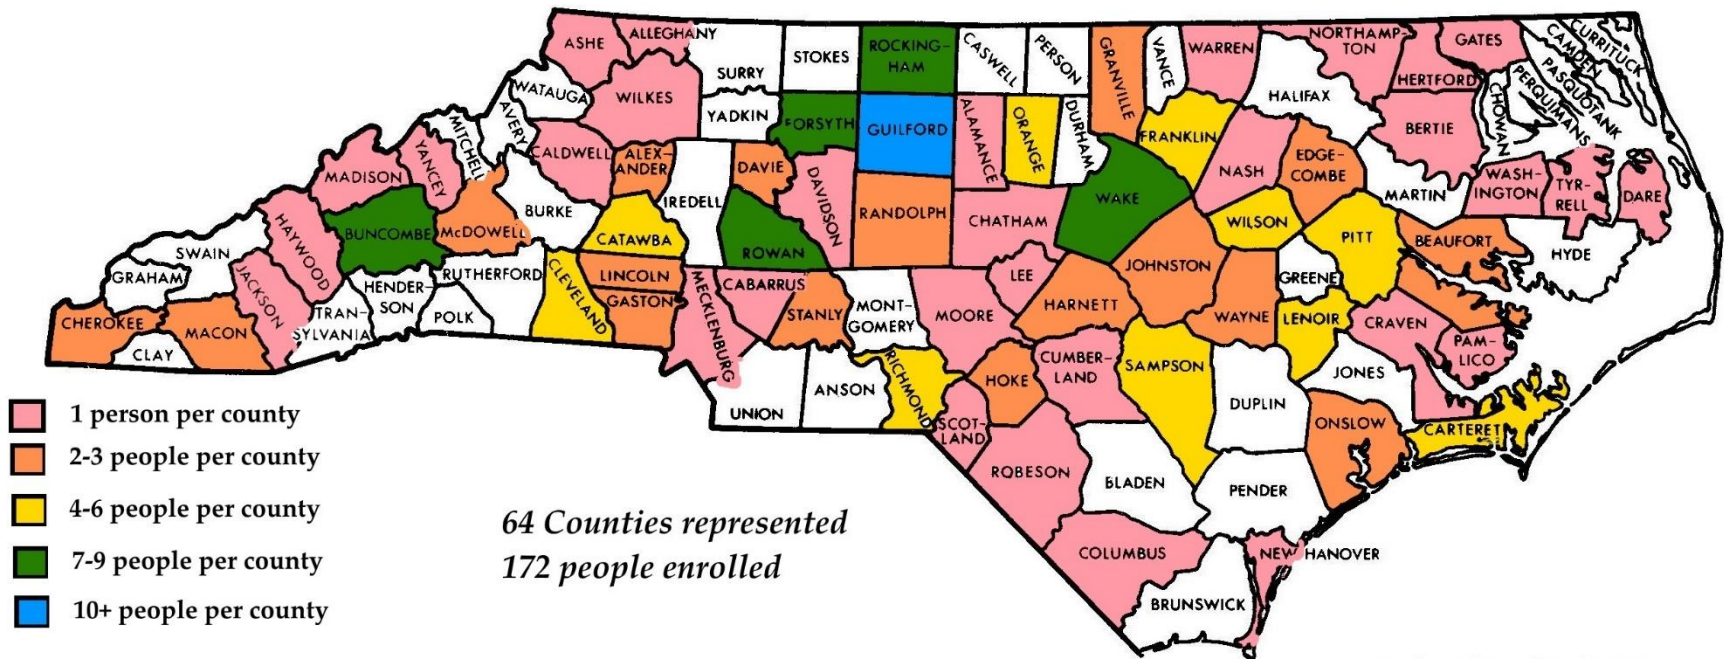 ASHE
ALLEGHANY
SURRY
STOKES
ROCKING-
HAM
CASWELL
PERSON
GRANVILLE
VANCE
WARREN
NORTHAMP-
TON
GATES
HERTFORD
CURRITUCK
CAMDEN
PASQUOTANK
PERQUIMANS
CHOWAN
WATAUGA
WILKES
YADKIN
FORSYTH
GUILFORD
ALAMANCE
ORANGE
DURHAM
FRANKLIN
HALIFAX
BERTIE
MITCHELL
AVERY
CALDWELL
ALEX-
ANDER
DAVIE
NASH
EDGE-
COMBE
MARTIN
WASH-
INGTON
TYR-
RELL
DARE
MADISON
YANCEY
BURKE
IREDELL
DAVIDSON
RANDOLPH
CHATHAM
WAKE
WILSON
PITT
BEAUFORT
HYDE
HAYWOOD
BUNCOMBE
McDOWELL
CATAWBA
ROWAN
SWAIN
GRAHAM
JACKSON
HENDER-
SON
RUTHERFORD
CLEVELAND
LINCOLN
GASTON
MECKLENBURG
CABARRUS
LEE
JOHNSTON
GREENE
CHEROKEE
MACON
CLAY
TRAN-
SYLVANIA
POLK
STANLY
MONT-
GOMERY
MOORE
HARNETT
WAYNE
LENOIR
CRAVEN
PAM-
LICO
UNION
ANSON
RICHMOND
HOKE
CUMBER-
LAND
SAMPSON
DUPLIN
JONES
SCOT-
LAND
ONSLOW
CARTERET
ROBESON
BLADEN
PENDER
COLUMBUS
NEW HANOVER
BRUNSWICK
1 person per county
2-3 people per county
4-6 people per county
7-9 people per county
10+ people per county
64 Counties represented
172 people enrolled